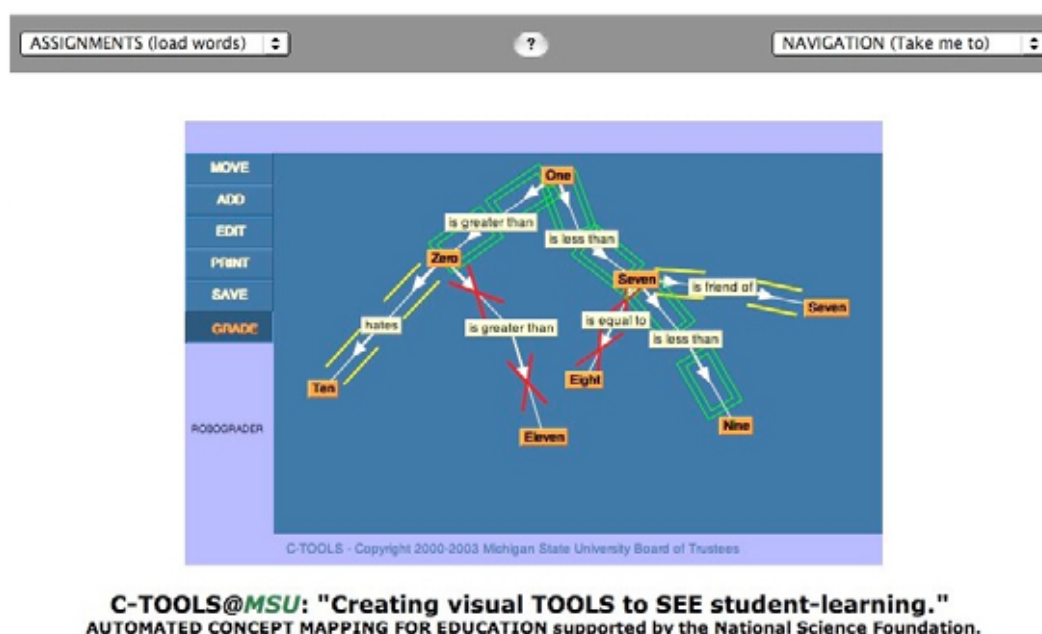 ASSIGNMENTS (load words)
?
NAVIGATION (Take me to)
MOVE
ADD
EDIT
PRINT
SAVE
GRADE
ROBOGRADER
One
is greater than
is less than
Zero
Seven
is friend of
Seven
hates
is greater than
is equal to
is less than
Ten
Eight
Eleven
Nine
C-TOOLS - Copyright 2000-2003 Michigan State University Board of Trustees
C-TOOLS@MSU: "Creating visual TOOLS to SEE student-learning."
AUTOMATED CONCEPT MAPPING FOR EDUCATION supported by the National Science Foundation.